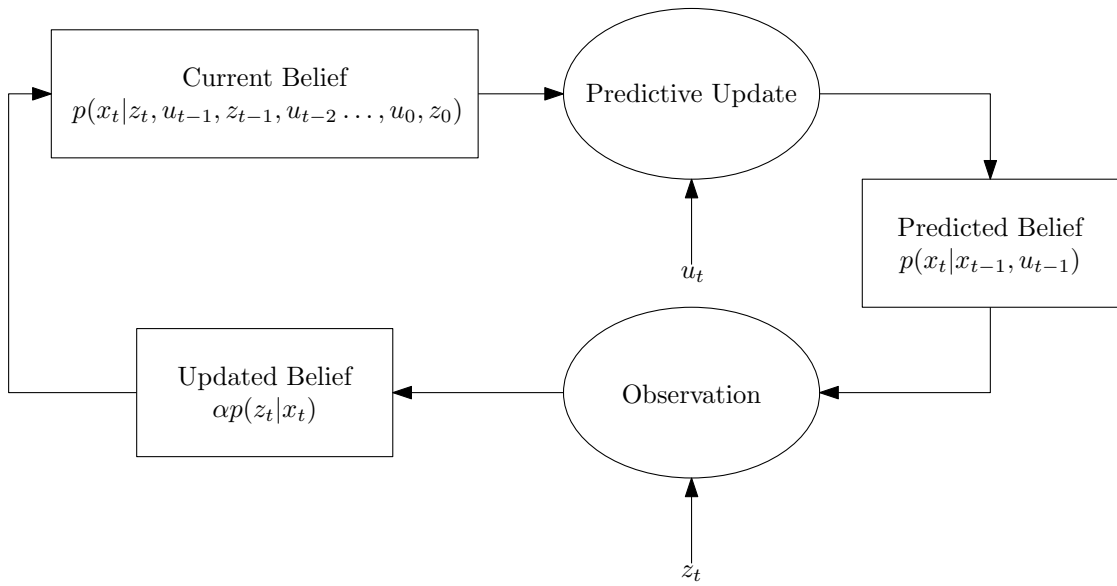 Current Belief
p(x_t|z_t, u_{t−1}, z_{t−1}, u_{t−2} . . . , u_0, z_0)
Predictive Update
u_t
Predicted Belief
p(x_t|x_{t−1}, u_{t−1})
Updated Belief
αp(z_t|x_t)
Observation
z_t